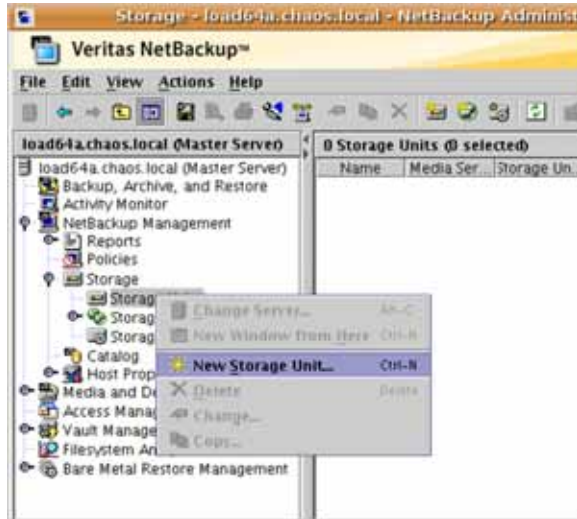 Storage - load64a.chaos.local - NetBackup Administ
Veritas NetBackup™
File Edit View Actions Help
load64a.chaos.local (Master Server)
0 Storage Units (0 selected)
Name Media Ser... Storage Un...
load64a.chaos.local (Master Server)
Backup, Archive, and Restore
Activity Monitor
NetBackup Management
Reports
Policies
Storage
Storag
Storag
Storag
Catalog
Host Prop
Media and De
Access Manag
Vault Manage
Filesystem An
Bare Metal Restore Management
Change Server...
New Window from Here Ctrl-N
New Storage Unit... Ctrl-N
Delete Delete
Change...
Copy...